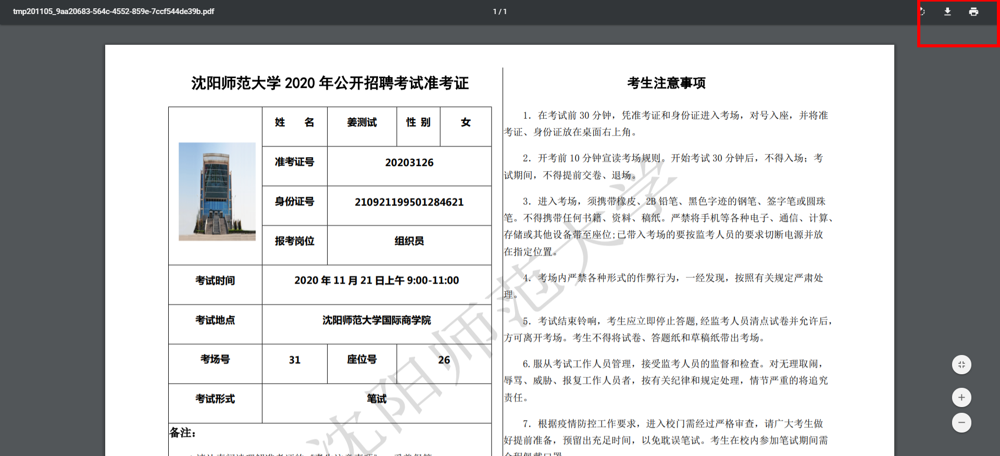 tmp201105_9aa20683-564c-4552-859e-7ccf544de39b.pdf
1 / 1
沈阳师范大学 2020 年公开招聘考试准考证
姓 名 姜测试 性 别 女
准考证号 20203126
身份证号 210921199501284621
报考岗位 组织员
考试时间 2020 年 11 月 21 日上午 9:00-11:00
考试地点 沈阳师范大学国际商学院
考场号 31 座位号 26
考试形式 笔试
备注：
考生注意事项
1. 在考试前 30 分钟，凭准考证和身份证进入考场，对号入座，并将准
考证、身份证放在桌面右上角。
2. 开考前 10 分钟宣读考场规则。开始考试 30 分钟后，不得入场；考
试期间，不得提前交卷、退场。
3. 进入考场，须携带橡皮、2B 铅笔、黑色字迹的钢笔、签字笔或圆珠
笔。不得携带任何书籍、资料、稿纸。严禁将手机等各种电子、通信、计算、
存储或其他设备带至座位;已带入考场的要按监考人员的要求切断电源并放
在指定位置。
4. 考场内严禁各种形式的作弊行为，一经发现，按照有关规定严肃处
理。
5. 考试结束铃响，考生应立即停止答题,经监考人员清点试卷并允许后，
方可离开考场。考生不得将试卷、答题纸和草稿纸带出考场。
6.服从考试工作人员管理，接受监考人员的监督和检查。对无理取闹，
辱骂、威胁、报复工作人员者，按有关纪律和规定处理，情节严重的将追究
责任。
7. 根据疫情防控工作要求，进入校门需经过严格审查，请广大考生做
好提前准备，预留出充足时间，以免耽误笔试。考生在校内参加笔试期间需
沈阳师范大学